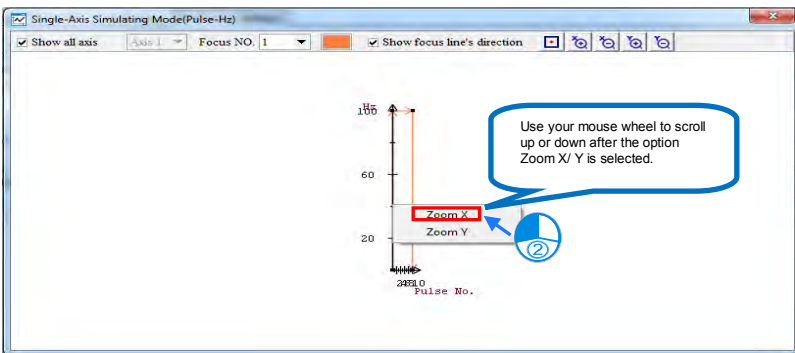 Single-Axis Simulating Mode(Pulse-Hz)
Show all axis Axis 1 Focus NO. 1 Show focus line's direction
Hz
100
Use your mouse wheel to scroll
up or down after the option
Zoom X/ Y is selected.
60
Zoom X
Zoom Y
20
②
Pulse No.